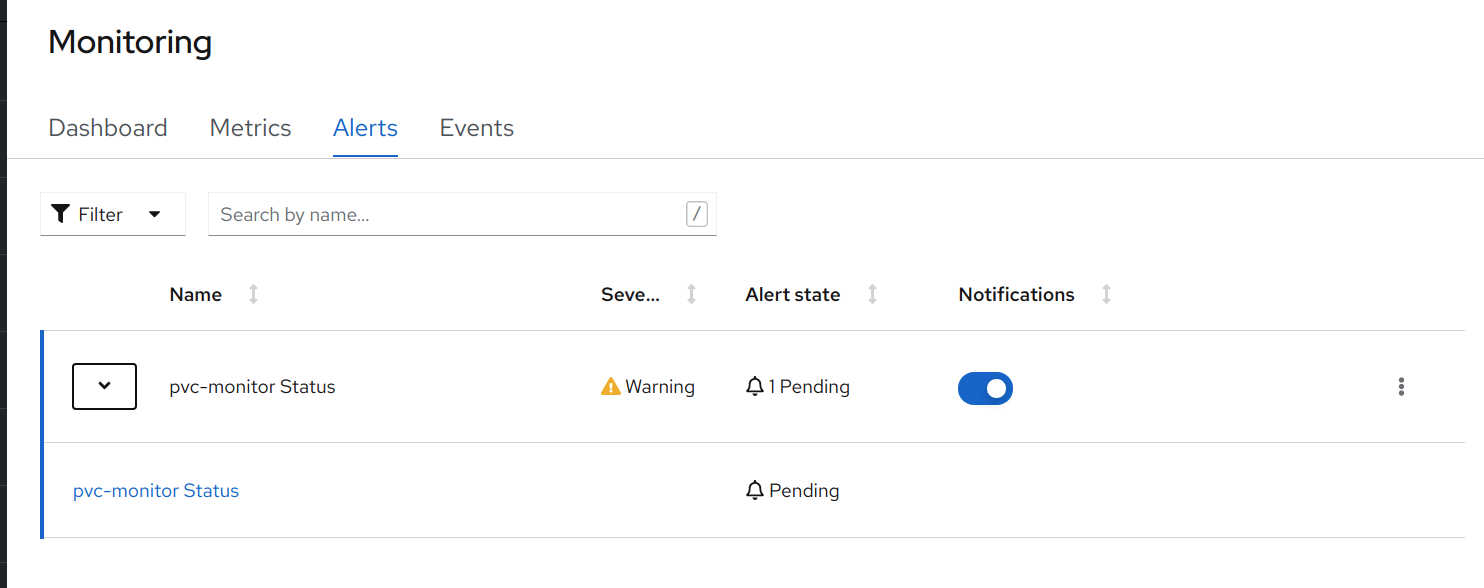 Monitoring
Dashboard Metrics Alerts Events
Filter Search by name... /
Name Seve... Alert state Notifications
pvc-monitor Status Warning 1 Pending
pvc-monitor Status Pending